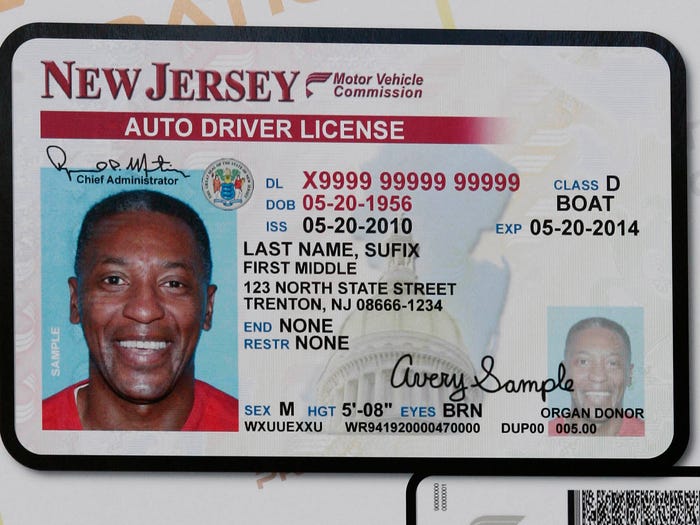 NEW JERSEY
Motor Vehicle
Commission
AUTO DRIVER LICENSE
Chief Administrator
DL X9999 99999 99999
CLASS D
DOB 05-20-1956
BOAT
ISS 05-20-2010
EXP 05-20-2014
LAST NAME, SUFIX
FIRST MIDDLE
123 NORTH STATE STREET
TRENTON, NJ 08666-1234
END NONE
RESTR NONE
SAMPLE
Avery Sample
SEX M HGT 5'-08" EYES BRN
ORGAN DONOR
WXUUEXXU WR941920000470000 DUP00 005.00